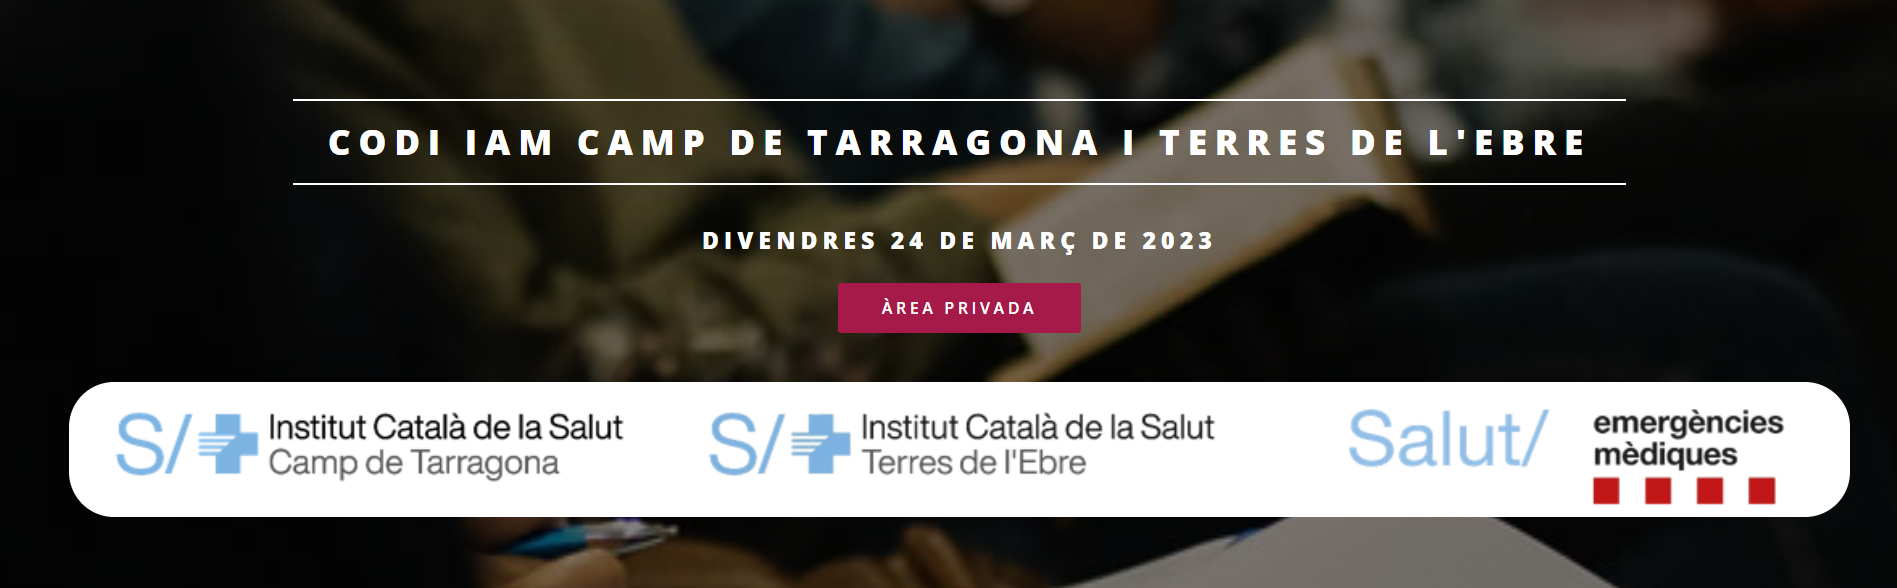 CODI IAM CAMP DE TARRAGONA I TERRES DE L'EBRE
DIVENDRES 24 DE MARÇ DE 2023
ÀREA PRIVADA
S/ Institut Català de la Salut
Camp de Tarragona
S/ Institut Català de la Salut
Terres de l'Ebre
Salut/
emergències
mèdiques